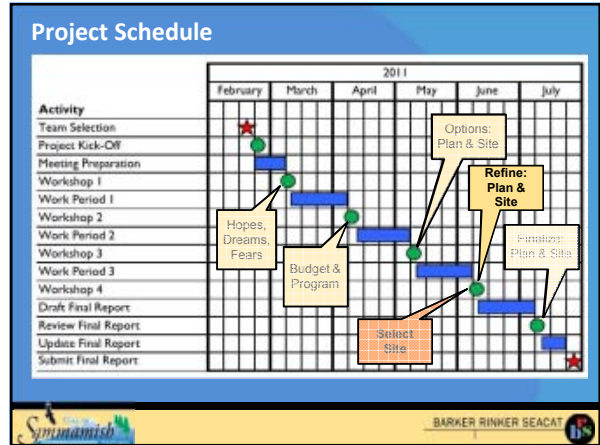 Project Schedule
2011
February March April May June July
Activity
Team Selection
Project Kick-Off
Meeting Preparation
Workshop 1
Work Period 1
Workshop 2
Work Period 2
Workshop 3
Work Period 3
Workshop 4
Draft Final Report
Review Final Report
Update Final Report
Submit Final Report
Hopes,
Dreams,
Fears
Budget &
Program
Options:
Plan & Site
Refine:
Plan &
Site
Select
Site
Finalize:
Plan & Site
Sammamish
BARKER RINKER SEACAT